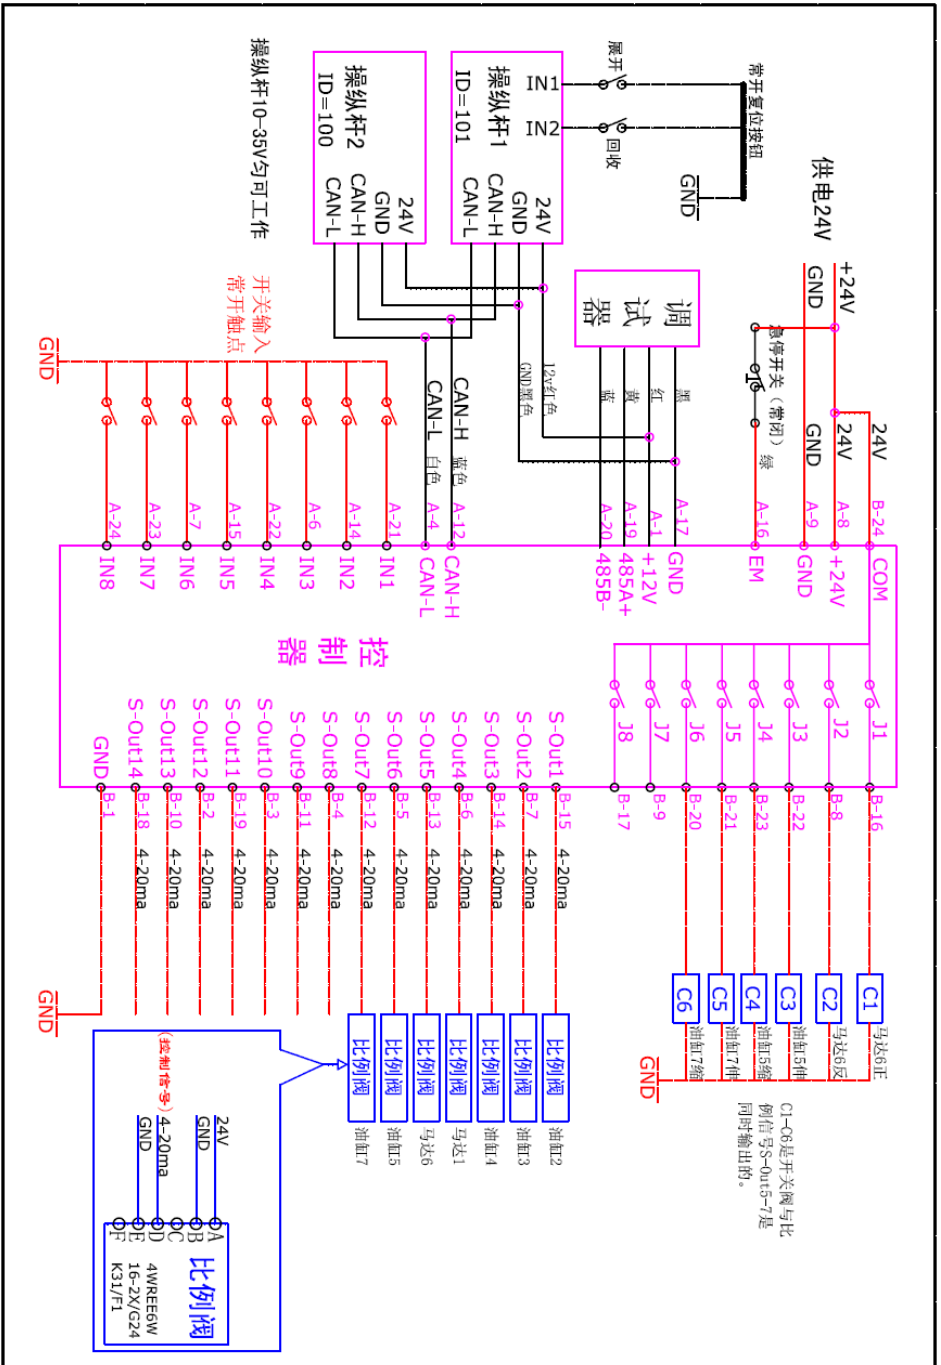 常开复位按钮
GND
展开
回收
IN1
IN2
操纵杆1
ID=101
24V
GND
CAN-H
CAN-L
操纵杆2
ID=100
24V
GND
CAN-H
CAN-L
操纵杆10-35V匀可工作
供电24V
+24V
GND
急停开关（常闭）
绿
24V
24V
GND
调
试
器
黑
红
黄
蓝
12v红色
GND黑色
CAN-H 蓝色
CAN-L 白色
开关输入
常开触点
GND
B-24
A-8
A-9
A-16
A-17
A-1
A-19
A-20
A-12
A-4
A-21
A-14
A-6
A-22
A-15
A-7
A-23
A-24
COM
+24V
GND
EM
GND
+12V
485A+
485B-
CAN-H
CAN-L
IN1
IN2
IN3
IN4
IN5
IN6
IN7
IN8
控制
器
J1
J2
J3
J4
J5
J6
J7
J8
S-Out1
S-Out2
S-Out3
S-Out4
S-Out5
S-Out6
S-Out7
S-Out8
S-Out9
S-Out10
S-Out11
S-Out12
S-Out13
S-Out14
GND
B-16
B-8
B-22
B-23
B-21
B-20
B-9
B-17
B-15
B-7
B-14
B-6
B-13
B-5
B-12
B-4
B-11
B-3
B-19
B-2
B-10
B-18
B-1
4-20ma
4-20ma
4-20ma
4-20ma
4-20ma
4-20ma
4-20ma
4-20ma
4-20ma
4-20ma
4-20ma
4-20ma
4-20ma
4-20ma
C1
C2
C3
C4
C5
C6
马达6正
马达6反
油缸5伸
油缸5缩
油缸7伸
油缸7缩
GND
C1-C6是开关阀与比
例信号S-Out5-7是
同时输出的。
比例阀
比例阀
比例阀
比例阀
比例阀
比例阀
比例阀
油缸2
油缸3
油缸4
马达1
马达6
油缸5
油缸7
GND
24V
GND
4-20ma
(控制信号)
GND
A
B
C
D
E
F
比例阀
4WREE6W
16-2X/G24
K31/F1